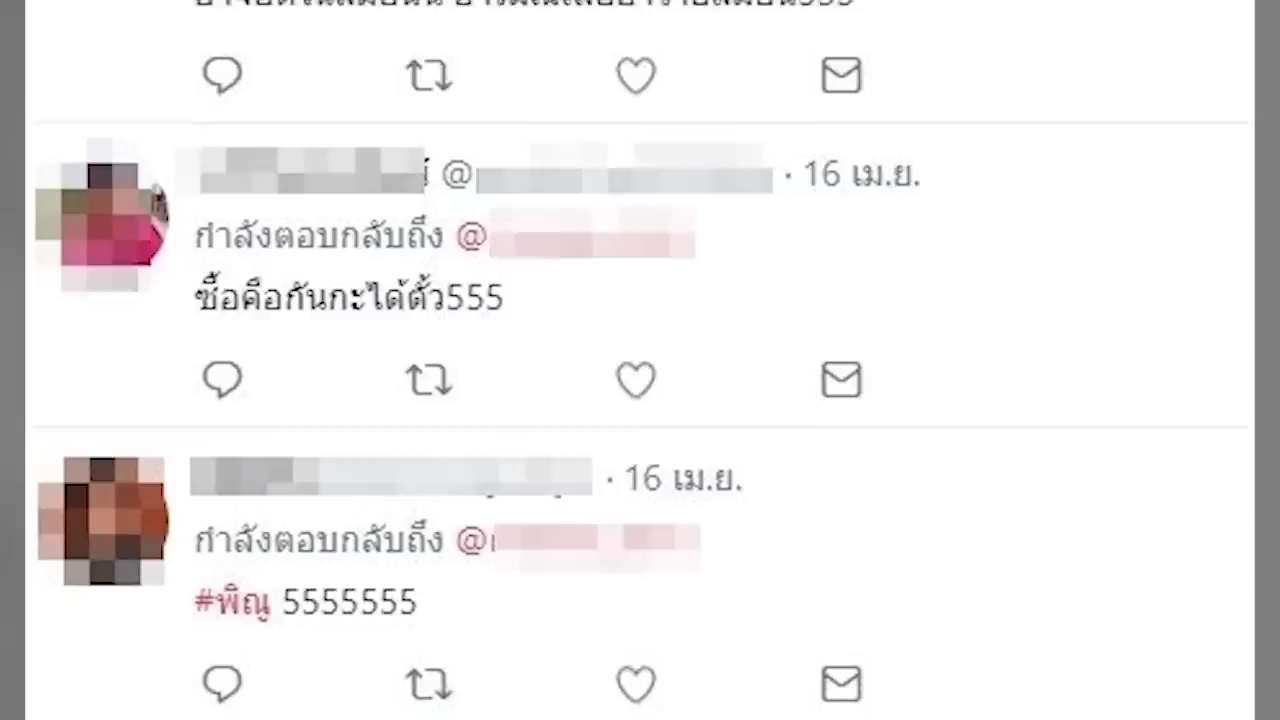 @ · 16 เม.ย.
กำลังตอบกลับถึง @
ซื้อคือกันกะได้ตั้ว555
· 16 เม.ย.
กำลังตอบกลับถึง @
#พิณู 5555555